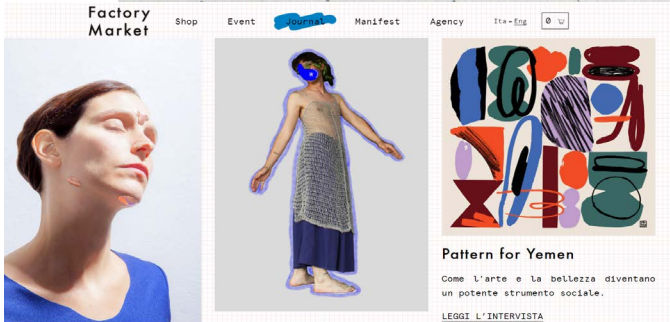 Factory
Market
Shop Event Journal Manifest Agency Ita-Eng 0
Pattern for Yemen
Come l'arte e la bellezza diventano
un potente strumento sociale.
LEGGI L'INTERVISTA